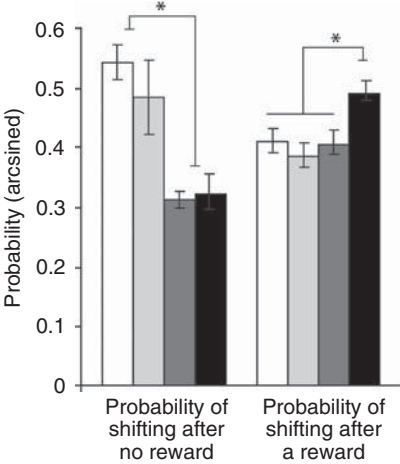 *
*
0.6
0.5
0.4
0.3
0.2
0.1
0
Probability (arcsined)
Probability of
shifting after
no reward
Probability of
shifting after
a reward